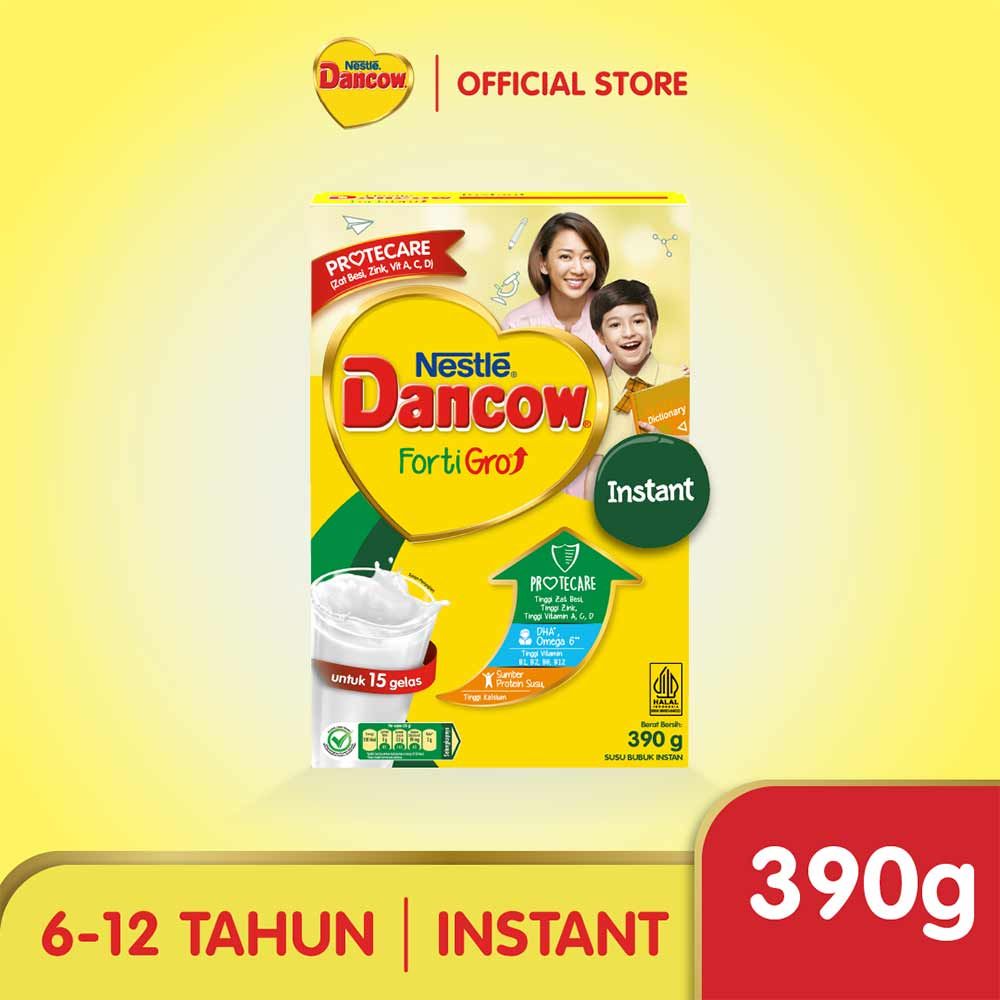 Nestlé.
Dancow
OFFICIAL STORE
PROTECARE
(Zat Besi, Zink, Vit A, C, D)
Nestlé
Dancow
FortiGro
Dictionary
Instant
PROTECARE
Tinggi Zat Besi,
Tinggi Zink,
Tinggi Vitamin A, C, D
DHA*,
Omega 6**
Tinggi Vitamin
B1, B2, B6, B12
Sumber
Protein Susu,
Tinggi Kalsium
untuk 15 gelas
HALAL
INDONESIA
Berat Bersih:
390 g
SUSU BUBUK INSTAN
390g
6-12 TAHUN | INSTANT